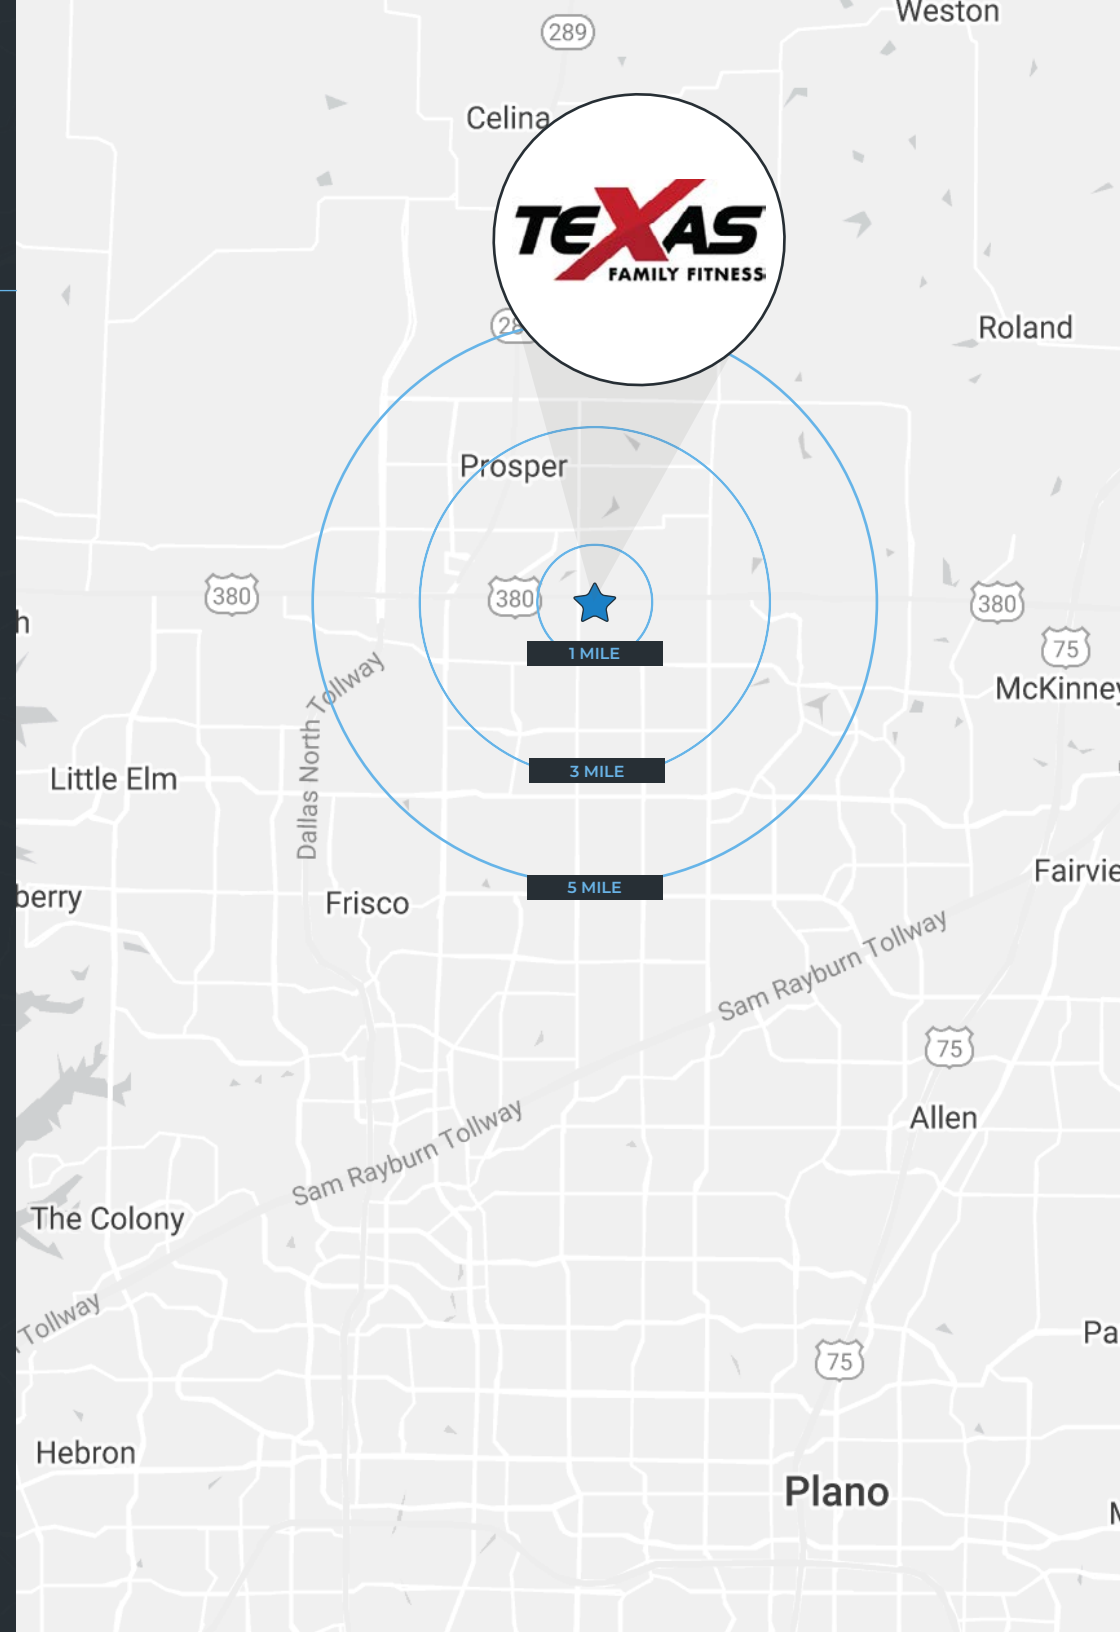 Weston
289
Celina
TEXAS
FAMILY FITNESS
28
Roland
Prosper
380
380
380
h
75
1 MILE
McKinney
Dallas North Tollway
3 MILE
Little Elm
Fairvie
5 MILE
berry
Frisco
Sam Rayburn Tollway
75
Allen
Sam Rayburn Tollway
The Colony
Tollway
Pa
75
Hebron
Plano